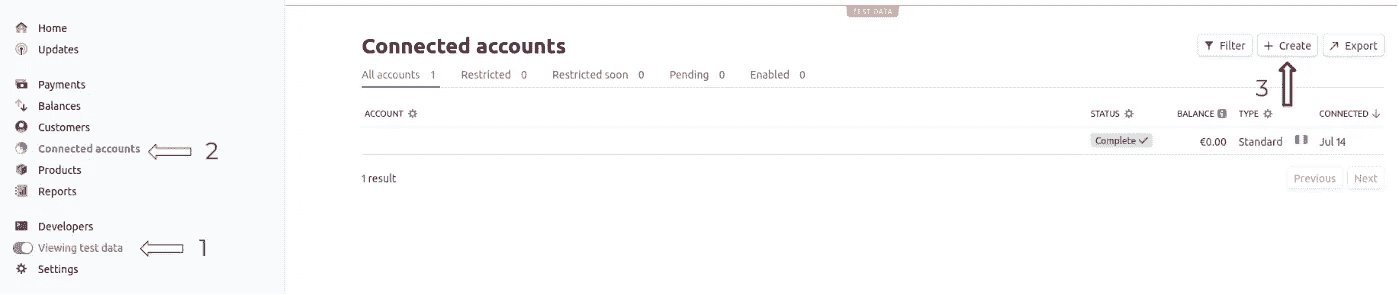 TEST DATA
Home
Updates
Payments
Balances
Customers
Connected accounts
2
Products
Reports
Developers
Viewing test data
1
Settings
Connected accounts
Filter
+ Create
Export
All accounts 1 Restricted 0 Restricted soon 0 Pending 0 Enabled 0
3
ACCOUNT STATUS BALANCE TYPE CONNECTED
Complete €0.00 Standard Jul 14
1 result
Previous Next